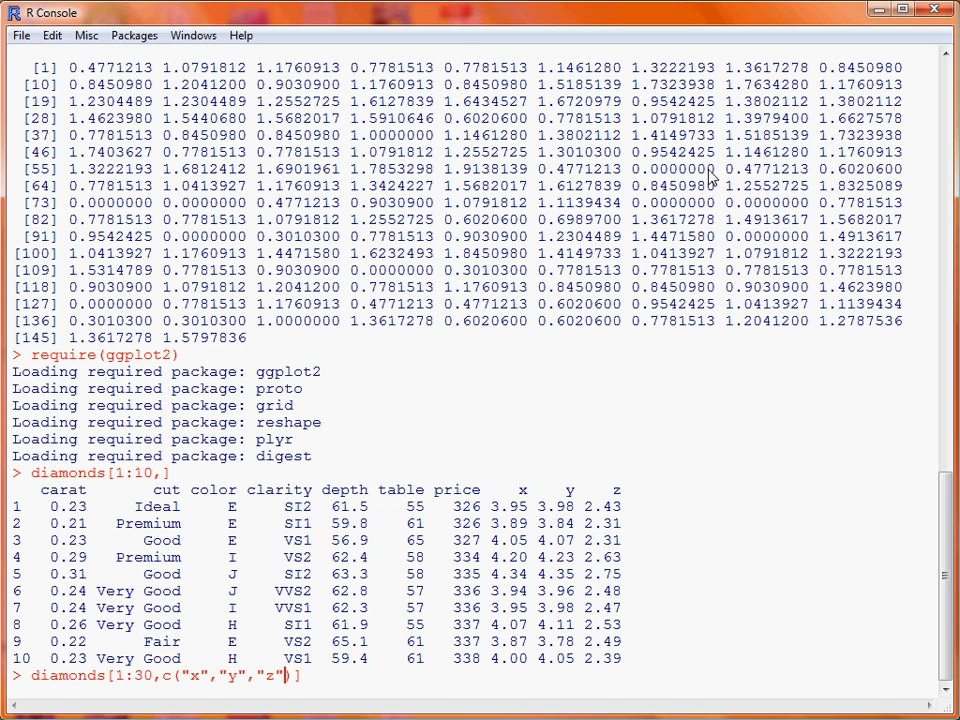 R Console
File Edit Misc Packages Windows Help
[1] 0.4771213 1.0791812 1.1760913 0.7781513 0.7781513 1.1461280 1.3222193 1.3617278 0.8450980
[10] 0.8450980 1.2041200 0.9030900 1.1760913 0.8450980 1.5185139 1.7323938 1.7634280 1.1760913
[19] 1.2304489 1.2304489 1.2552725 1.6127839 1.6434527 1.6720979 0.9542425 1.3802112 1.3802112
[28] 1.4623980 1.5440680 1.5682017 1.5910646 0.6020600 0.7781513 1.0791812 1.3979400 1.6627578
[37] 0.7781513 0.8450980 0.8450980 1.0000000 1.1461280 1.3802112 1.4149733 1.5185139 1.7323938
[46] 1.7403627 0.7781513 0.7781513 1.0791812 1.2552725 1.3010300 0.9542425 1.1461280 1.1760913
[55] 1.3222193 1.6812412 1.6901961 1.7853298 1.9138139 0.4771213 0.0000000 0.4771213 0.6020600
[64] 0.7781513 1.0413927 1.1760913 1.3424227 1.5682017 1.6127839 0.8450980 1.2552725 1.8325089
[73] 0.0000000 0.0000000 0.4771213 0.9030900 1.0791812 1.1139434 0.0000000 0.0000000 0.7781513
[82] 0.7781513 0.7781513 1.0791812 1.2552725 0.6020600 0.6989700 1.3617278 1.4913617 1.5682017
[91] 0.9542425 0.0000000 0.3010300 0.7781513 0.9030900 1.2304489 1.4471580 0.0000000 1.4913617
[100] 1.0413927 1.1760913 1.4471580 1.6232493 1.8450980 1.4149733 1.0413927 1.0791812 1.3222193
[109] 1.5314789 0.7781513 0.9030900 0.0000000 0.3010300 0.7781513 0.7781513 0.7781513 0.7781513
[118] 0.9030900 1.0791812 1.2041200 0.7781513 1.1760913 0.8450980 0.8450980 0.9030900 1.4623980
[127] 0.0000000 0.7781513 1.1760913 0.4771213 0.4771213 0.6020600 0.9542425 1.0413927 1.1139434
[136] 0.3010300 0.3010300 1.0000000 1.3617278 0.6020600 0.6020600 0.7781513 1.2041200 1.2787536
[145] 1.3617278 1.5797836
> require(ggplot2)
Loading required package: ggplot2
Loading required package: proto
Loading required package: grid
Loading required package: reshape
Loading required package: plyr
Loading required package: digest
> diamonds[1:10,]
carat cut color clarity depth table price x y z
1 0.23 Ideal E SI2 61.5 55 326 3.95 3.98 2.43
2 0.21 Premium E SI1 59.8 61 326 3.89 3.84 2.31
3 0.23 Good E VS1 56.9 65 327 4.05 4.07 2.31
4 0.29 Premium I VS2 62.4 58 334 4.20 4.23 2.63
5 0.31 Good J SI2 63.3 58 335 4.34 4.35 2.75
6 0.24 Very Good J VVS2 62.8 57 336 3.94 3.96 2.48
7 0.24 Very Good I VVS1 62.3 57 336 3.95 3.98 2.47
8 0.26 Very Good H SI1 61.9 55 337 4.07 4.11 2.53
9 0.22 Fair E VS2 65.1 61 337 3.87 3.78 2.49
10 0.23 Very Good H VS1 59.4 61 338 4.00 4.05 2.39
> diamonds[1:30,c("x","y","z")]